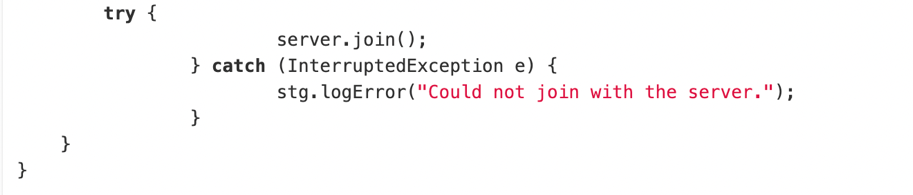 try {
server.join();
} catch (InterruptedException e) {
stg.logError("Could not join with the server.");
}
}
}